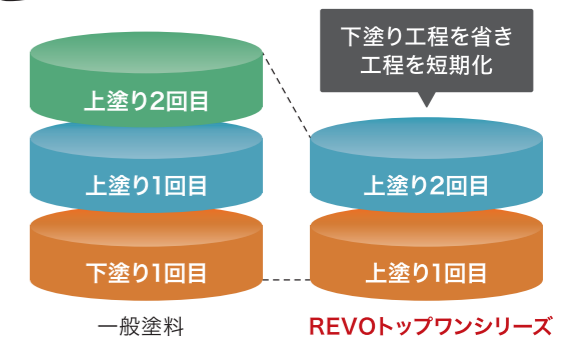 下塗り工程を省き
工程を短期化
上塗り2回目
上塗り1回目
下塗り1回目
一般塗料
上塗り2回目
上塗り1回目
REVOトップワンシリーズ